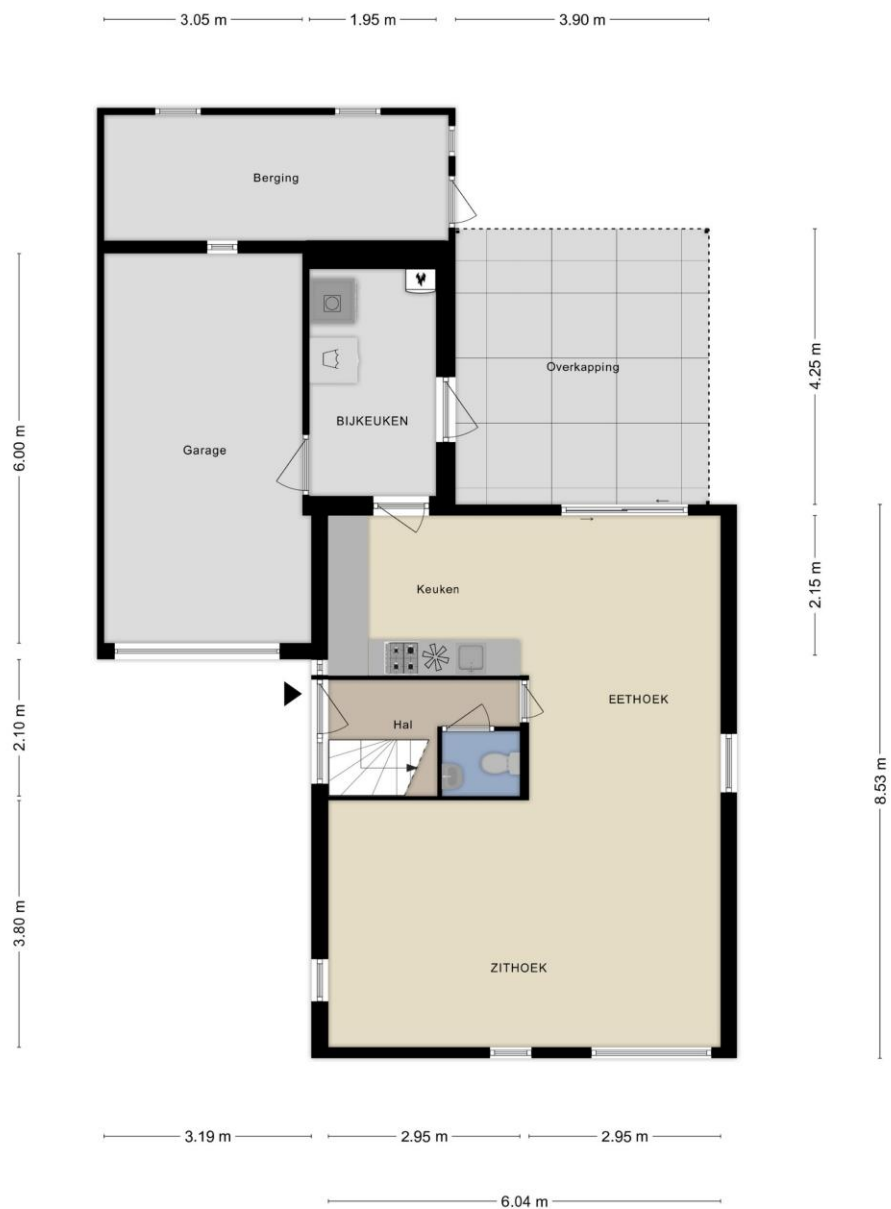 3.05 m
1.95 m
3.90 m
Berging
Overkapping
4.25 m
6.00 m
BIJKEUKEN
Garage
Keuken
2.15 m
EETHOEK
Hal
2.10 m
8.53 m
3.80 m
ZITHOEK
3.19 m
2.95 m
2.95 m
6.04 m